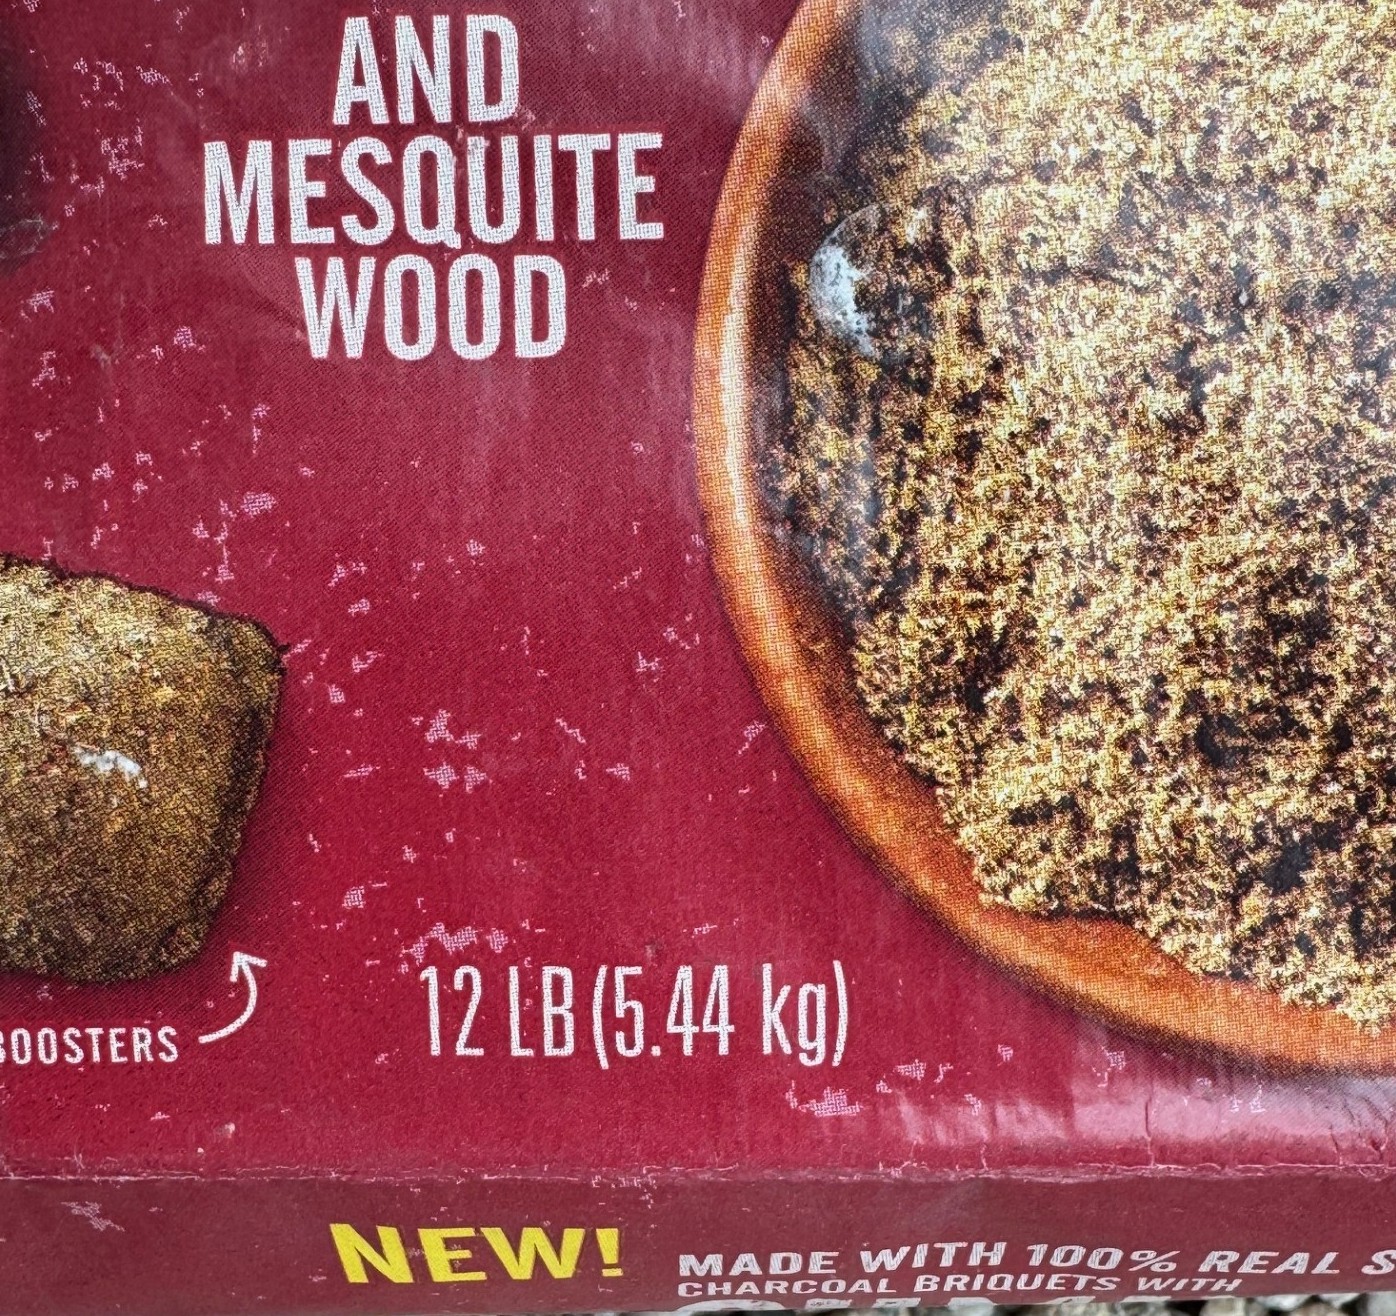 AND
MESQUITE
WOOD
BOOSTERS
12 LB (5.44 kg)
NEW!
MADE WITH 100% REAL S
CHARCOAL BRIQUETS WITH